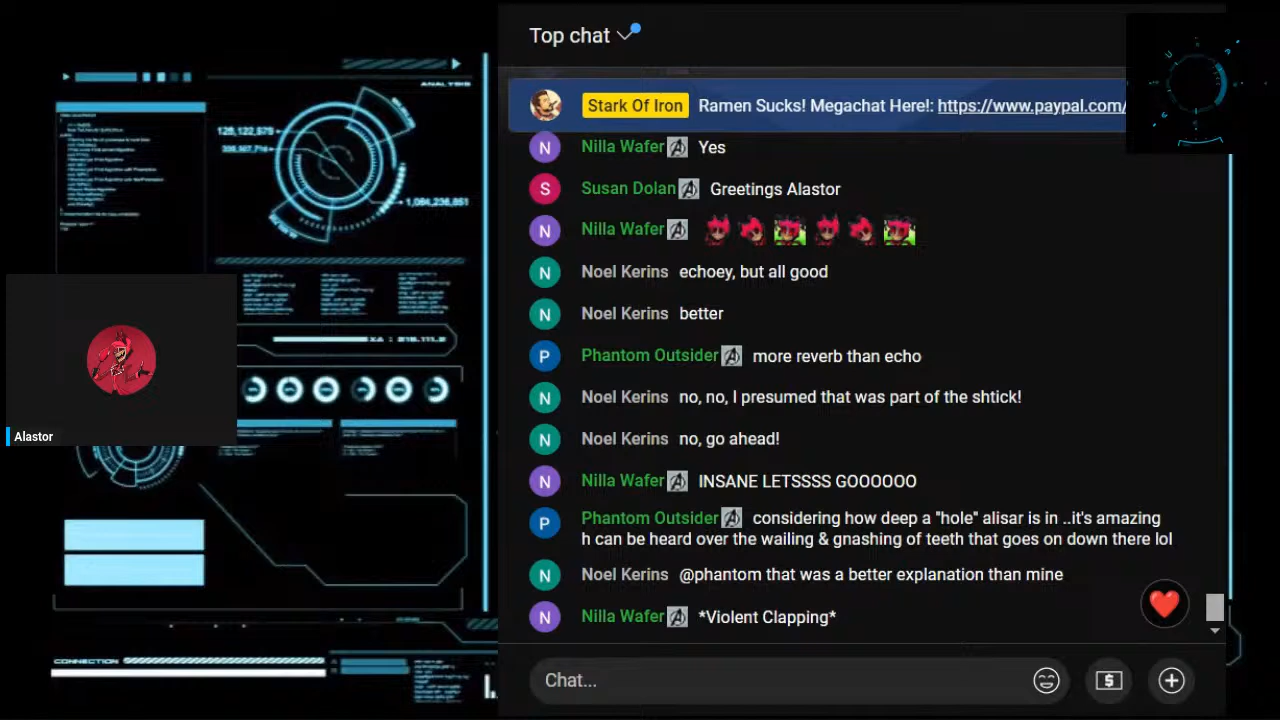 Top chat
Stark Of Iron Ramen Sucks! Megachat Here!: https://www.paypal.com/
Nilla Wafer Yes
Susan Dolan Greetings Alastor
Nilla Wafer
Noel Kerins echoey, but all good
Noel Kerins better
Phantom Outsider more reverb than echo
Noel Kerins no, no, I presumed that was part of the shtick!
Noel Kerins no, go ahead!
Nilla Wafer INSANE LETSSSS GOOOOOO
Phantom Outsider considering how deep a "hole" alisar is in ..it's amazing
h can be heard over the wailing & gnashing of teeth that goes on down there lol
Noel Kerins @phantom that was a better explanation than mine
Nilla Wafer *Violent Clapping*
Chat...
ANALYSIS
Alastor
CONNECTION
N
S
N
N
N
P
N
N
N
P
N
N